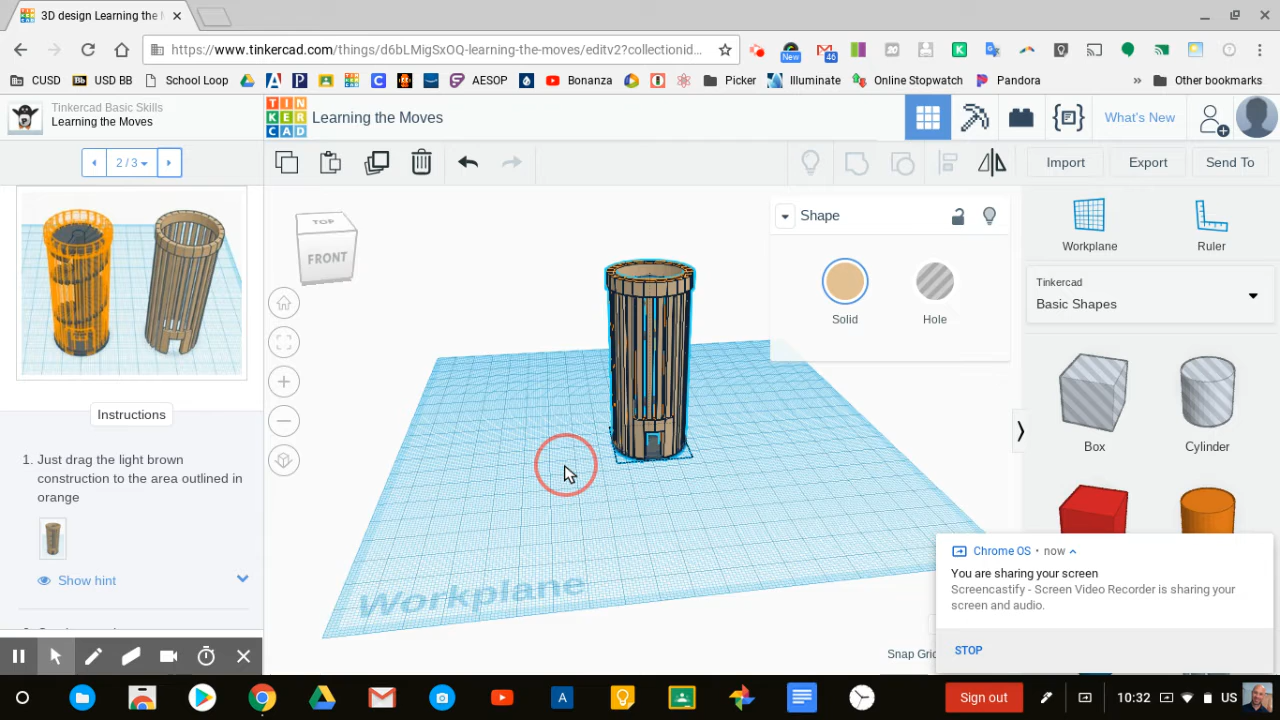 3D design Learning the
https://www.tinkercad.com/things/d6bLMigSxOQ-learning-the-moves/editv2?collectionid...
New
46
CUSD
USD BB
School Loop
AESOP
Bonanza
Picker
Illuminate
Online Stopwatch
Pandora
»
Other bookmarks
Tinkercad Basic Skills
Learning the Moves
TIN
KER
CAD
Learning the Moves
What's New
2/3
Import
Export
Send To
TOP
FRONT
Shape
Solid
Hole
Workplane
Ruler
Tinkercad
Basic Shapes
Box
Cylinder
Instructions
1. Just drag the light brown
construction to the area outlined in
orange
Show hint
Workplane
Snap Grid
Chrome OS • now
You are sharing your screen
Screencastify - Screen Video Recorder is sharing your
screen and audio.
STOP
Sign out
10:32
US